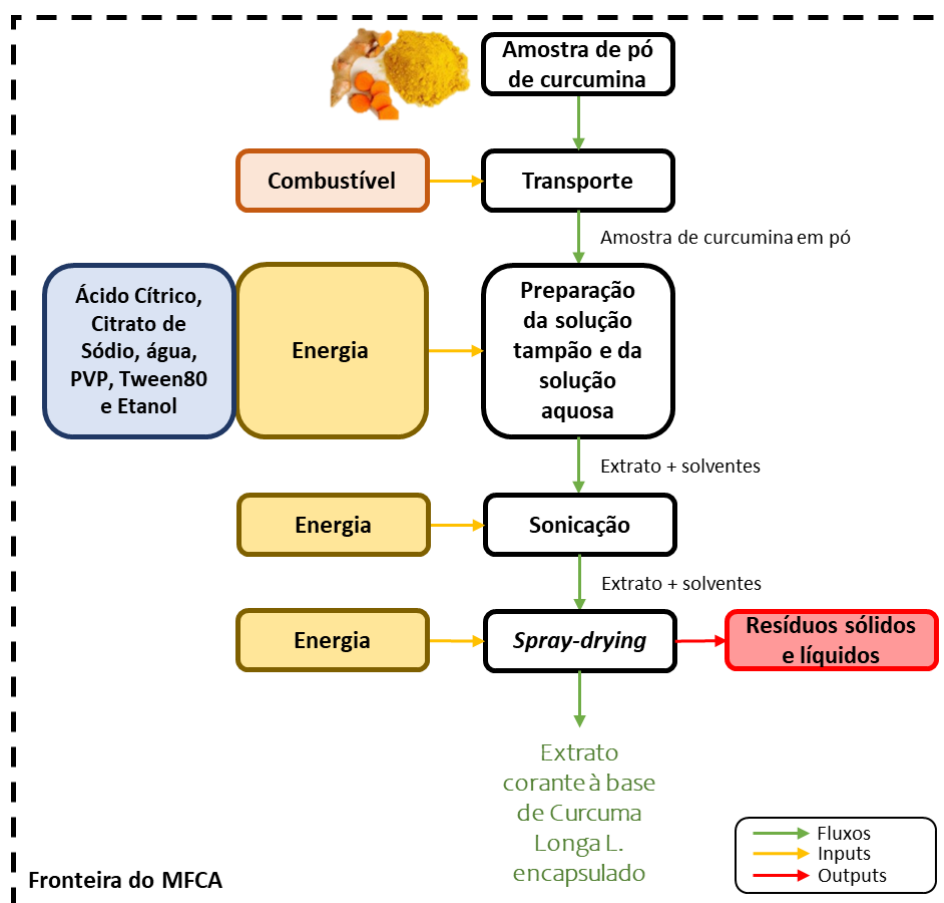 Amostra de pó
de curcumina
Combustível
Transporte
Amostra de curcumina em pó
Ácido Cítrico,
Citrato de
Sódio, água,
PVP, Tween80
e Etanol
Energia
Preparação
da solução
tampão e da
solução
aquosa
Extrato + solventes
Energia
Sonicação
Extrato + solventes
Energia
Spray-drying
Resíduos sólidos
e líquidos
Extrato
corante à base
de Curcuma
Longa L.
encapsulado
Fluxos
Inputs
Outputs
Fronteira do MFCA